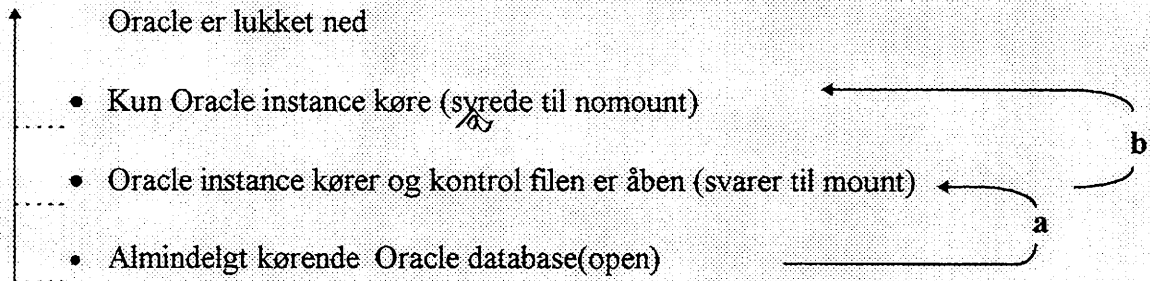 Oracle er lukket ned
• Kun Oracle instance køre (syrede til nomount)
a
b
• Oracle instance kører og kontrol filen er åben (svarer til mount)
a
• Almindelgt kørende Oracle database(open)